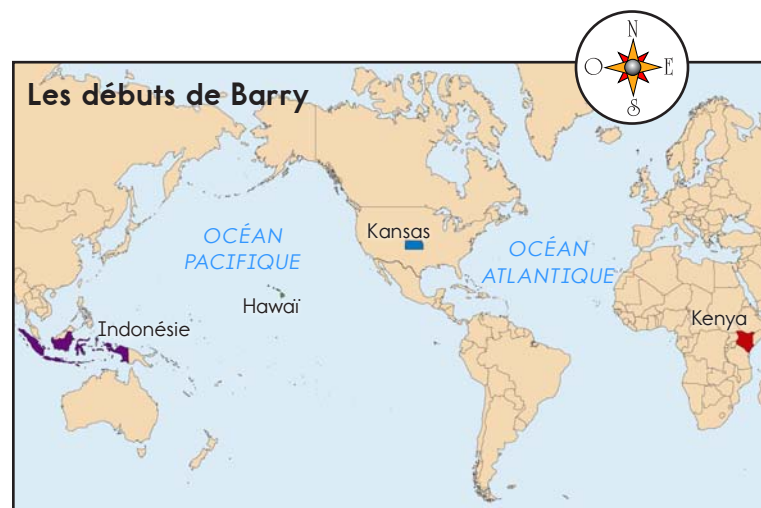 N
O E
S
Les débuts de Barry
OCÉAN
PACIFIQUE
Kansas
OCÉAN
ATLANTIQUE
Hawaï
Indonésie
Kenya